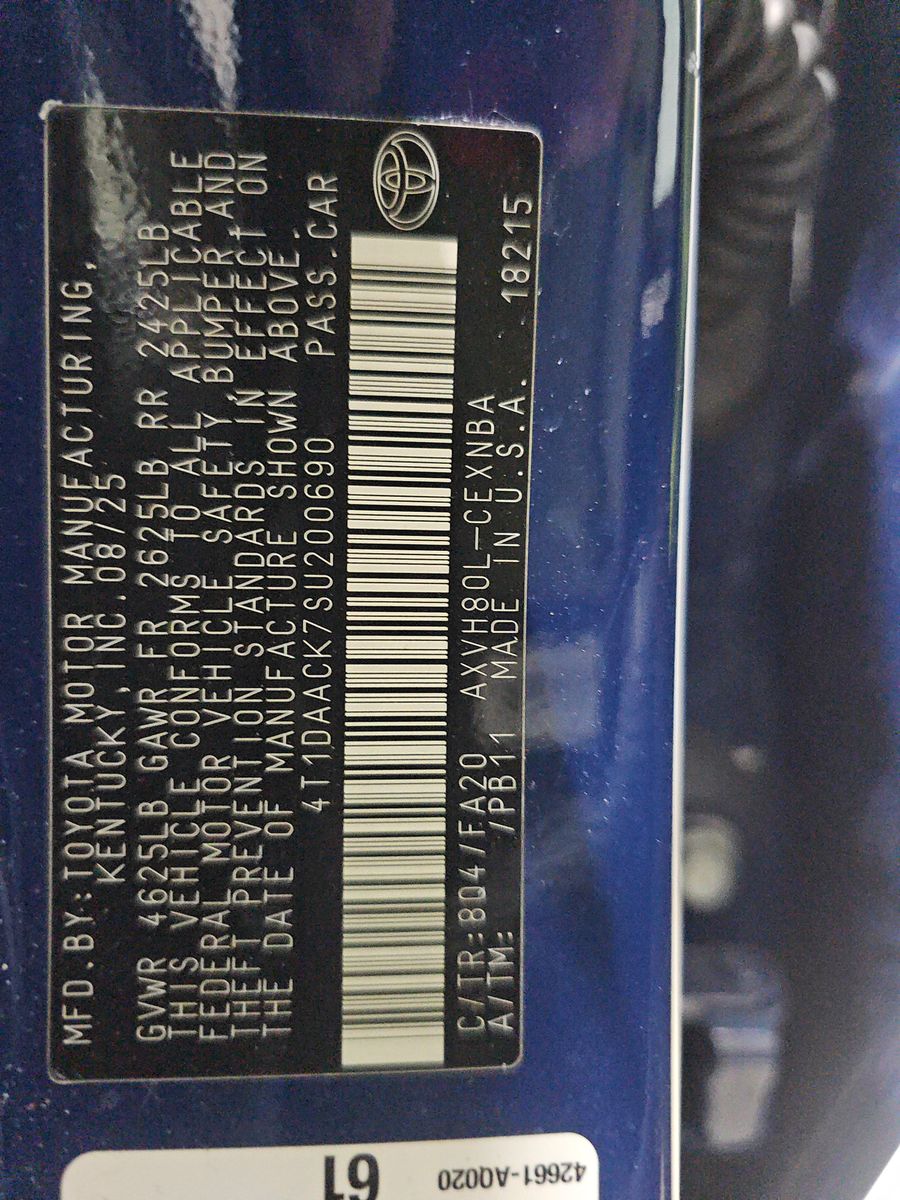 MFD.BY:TOYOTA MOTOR MANUFACTURING,
KENTUCKY, INC.08/25
GVWR 4625LB GAWR FR 2625LB RR 2425LB
THIS VEHICLE CONFORMS TO ALL APPLICABLE
FEDERAL MOTOR VEHICLE SAFETY, BUMPER AND
THEFT PREVENTION STANDARDS IN EFFECT ON
THE DATE OF MANUFACTURE SHOWN ABOVE.
4T1DAACK7SU200690 PASS.CAR
C/TR:8Q4/FA20 AXVH80L-CEXNBA
A/TM: /PB11 MADE IN U.S.A. 18215
42661-AQ020
61